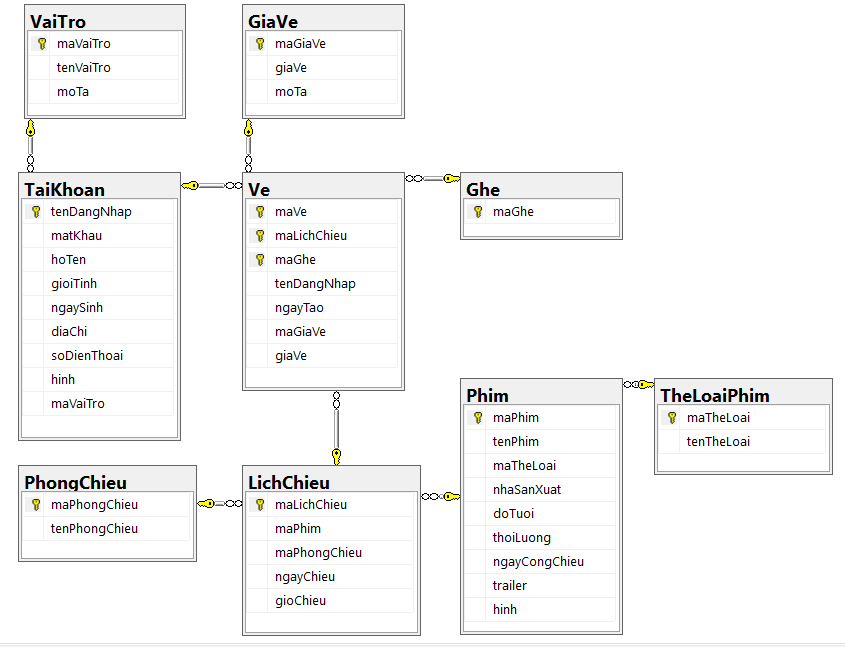 VaiTro
maVaiTro
tenVaiTro
moTa
GiaVe
maGiaVe
giaVe
moTa
TaiKhoan
tenDangNhap
matKhau
hoTen
gioiTinh
ngaySinh
diaChi
soDienThoai
hinh
maVaiTro
Ve
maVe
maLichChieu
maGhe
tenDangNhap
ngayTao
maGiaVe
giaVe
Ghe
maGhe
Phim
maPhim
tenPhim
maTheLoai
nhaSanXuat
doTuoi
thoiLuong
ngayCongChieu
trailer
hinh
TheLoaiPhim
maTheLoai
tenTheLoai
PhongChieu
maPhongChieu
tenPhongChieu
LichChieu
maLichChieu
maPhim
maPhongChieu
ngayChieu
gioChieu